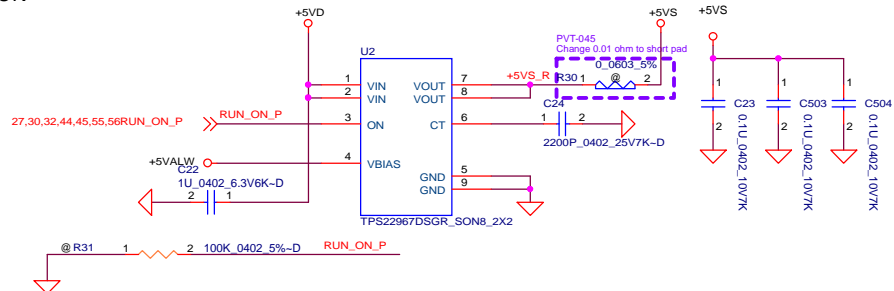 +5VD
+5VS
+5VS
PVT-045
Change 0.01 ohm to short pad
U2
0_0603_5%
+5VS_R
R30
1
@
2
1
VIN
VOUT
7
2
VIN
VOUT
8
27,30,32,44,45,55,56RUN_ON_P
RUN_ON_P
3
ON
CT
6
C24
1
2
2200P_0402_25V7K~D
+5VALW
4
VBIAS
C22
1U_0402_6.3V6K~D
2
1
GND
5
GND
9
TPS22967DSGR_SON8_2X2
1
2
C23
0.1U_0402_10V7K
1
2
C503
0.1U_0402_10V7K
1
2
C504
0.1U_0402_10V7K
@ R31
1
2
100K_0402_5%~D
RUN_ON_P